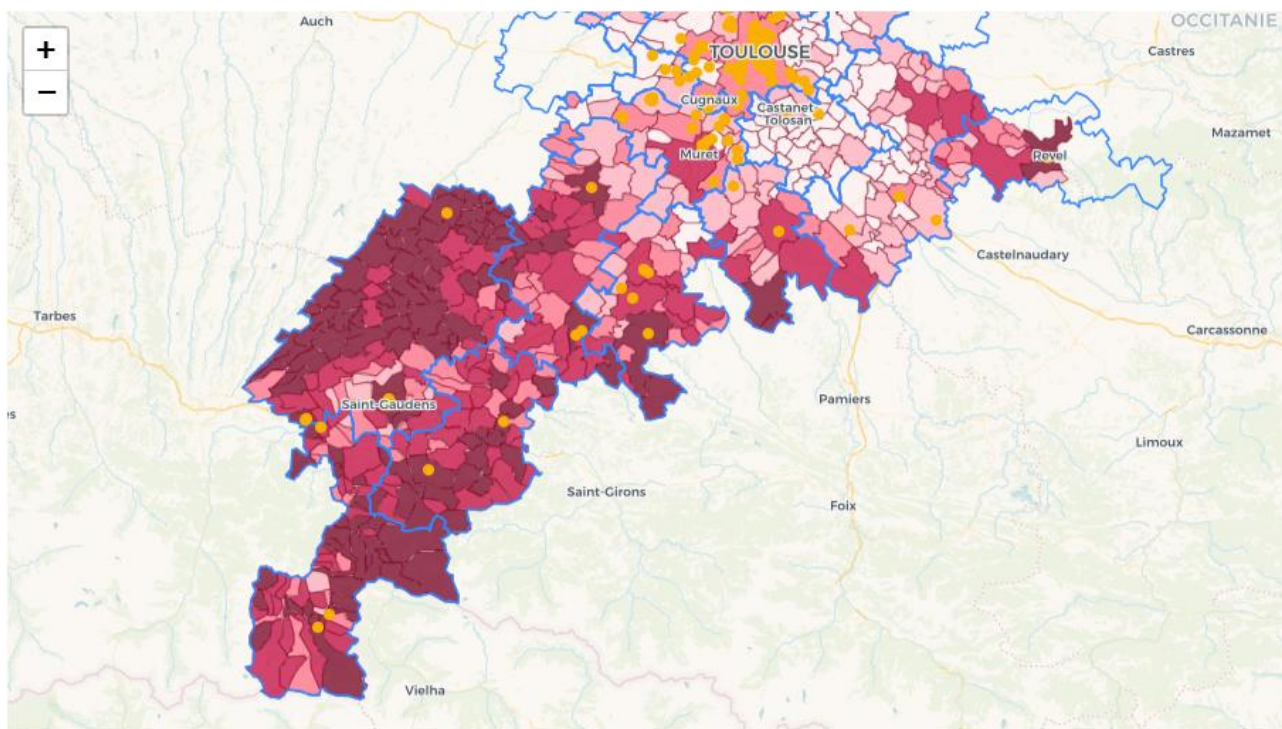 OCCITANIE
Auch
+
TOULOUSE
Castres
−
Cugnaux
Castanet
Tolosan
Mazamet
Muret
Revel
Castelnaudary
Tarbes
Carcassonne
Saint-Gaudens
Pamiers
es
Limoux
Saint-Girons
Foix
Vielha